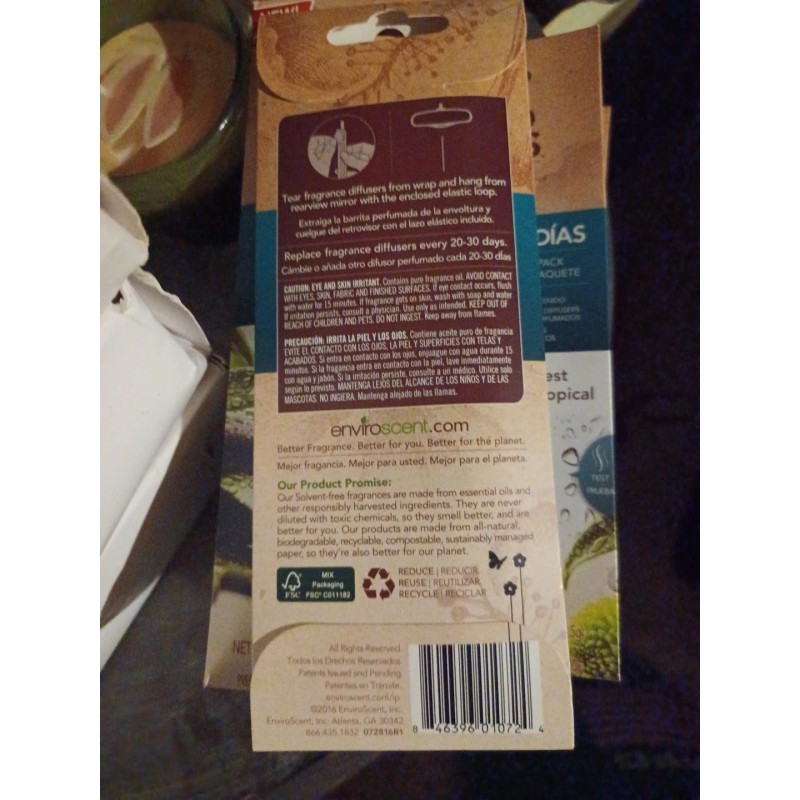 NEW!
Tear fragrance diffusers from wrap and hang from
rearview mirror with the enclosed elastic loop.
Extraiga la barrita perfumada de la envoltura y
cuelgue del retrovisor con el lazo elástico incluido.
Replace fragrance diffusers every 20-30 days.
Cámbie o añada otro difusor perfumado cada 20-30 días
CAUTION: EYE AND SKIN IRRITANT. Contains pure fragrance oil. AVOID CONTACT
WITH EYES, SKIN, FABRIC AND FINISHED SURFACES. If eye contact occurs, flush
with water for 15 minutes. If fragrance gets on skin, wash with soap and water
If irritation persists, consult a physician. Use only as intended. KEEP OUT OF
REACH OF CHILDREN AND PETS. DO NOT INGEST. Keep away from flames.
PRECAUCIÓN: IRRITA LA PIEL Y LOS OJOS. Contiene aceite puro de fragancia
EVITE EL CONTACTO CON LOS OJOS, LA PIEL Y SUPERFICIES CON TELAS Y
ACABADOS. Si entra en contacto con los ojos, enjuague con agua durante 15
minutos. Si la fragancia entra en contacto con la piel, lave inmediatamente
con agua y jabón. Si la irritación persiste, consulte a un médico. Utilice solo
según lo previsto. MANTENGA LEJOS DEL ALCANCE DE LOS NIÑOS Y DE LAS
MASCOTAS. NO INGIERA. Mantenga alejado de las llamas.
enviroscent.com
Better Fragrance. Better for you. Better for the planet.
Mejor fragancia. Mejor para usted. Mejor para el planeta.
Our Product Promise:
Our Solvent-free fragrances are made from essential oils and
other responsibly harvested ingredients. They are never
diluted with toxic chemicals, so they smell better, and are
better for you. Our products are made from all-natural,
biodegradable, recyclable, compostable, sustainably managed
paper, so they're also better for our planet.
FSC
MIX
Packaging
FSC® C011182
REDUCE | REDUCIR
REUSE | REUTILIZAR
RECYCLE | RECICLAR
All Rights Reserved
Todos los Derechos Reservados
Patents Issued and Pending
Patentes en Trámite.
enviroscent.com/ip
©2016 EnviroScent, Inc.
EnviroScent, Inc. Atlanta, GA 30342
866.435.1632 072816R1
8 46396 01072 4
DÍAS
PACK
AQUETE
ENIDO
DIFFUSERS
FUMADOS
OS
est
opical
TEST
PRUEBA
NET